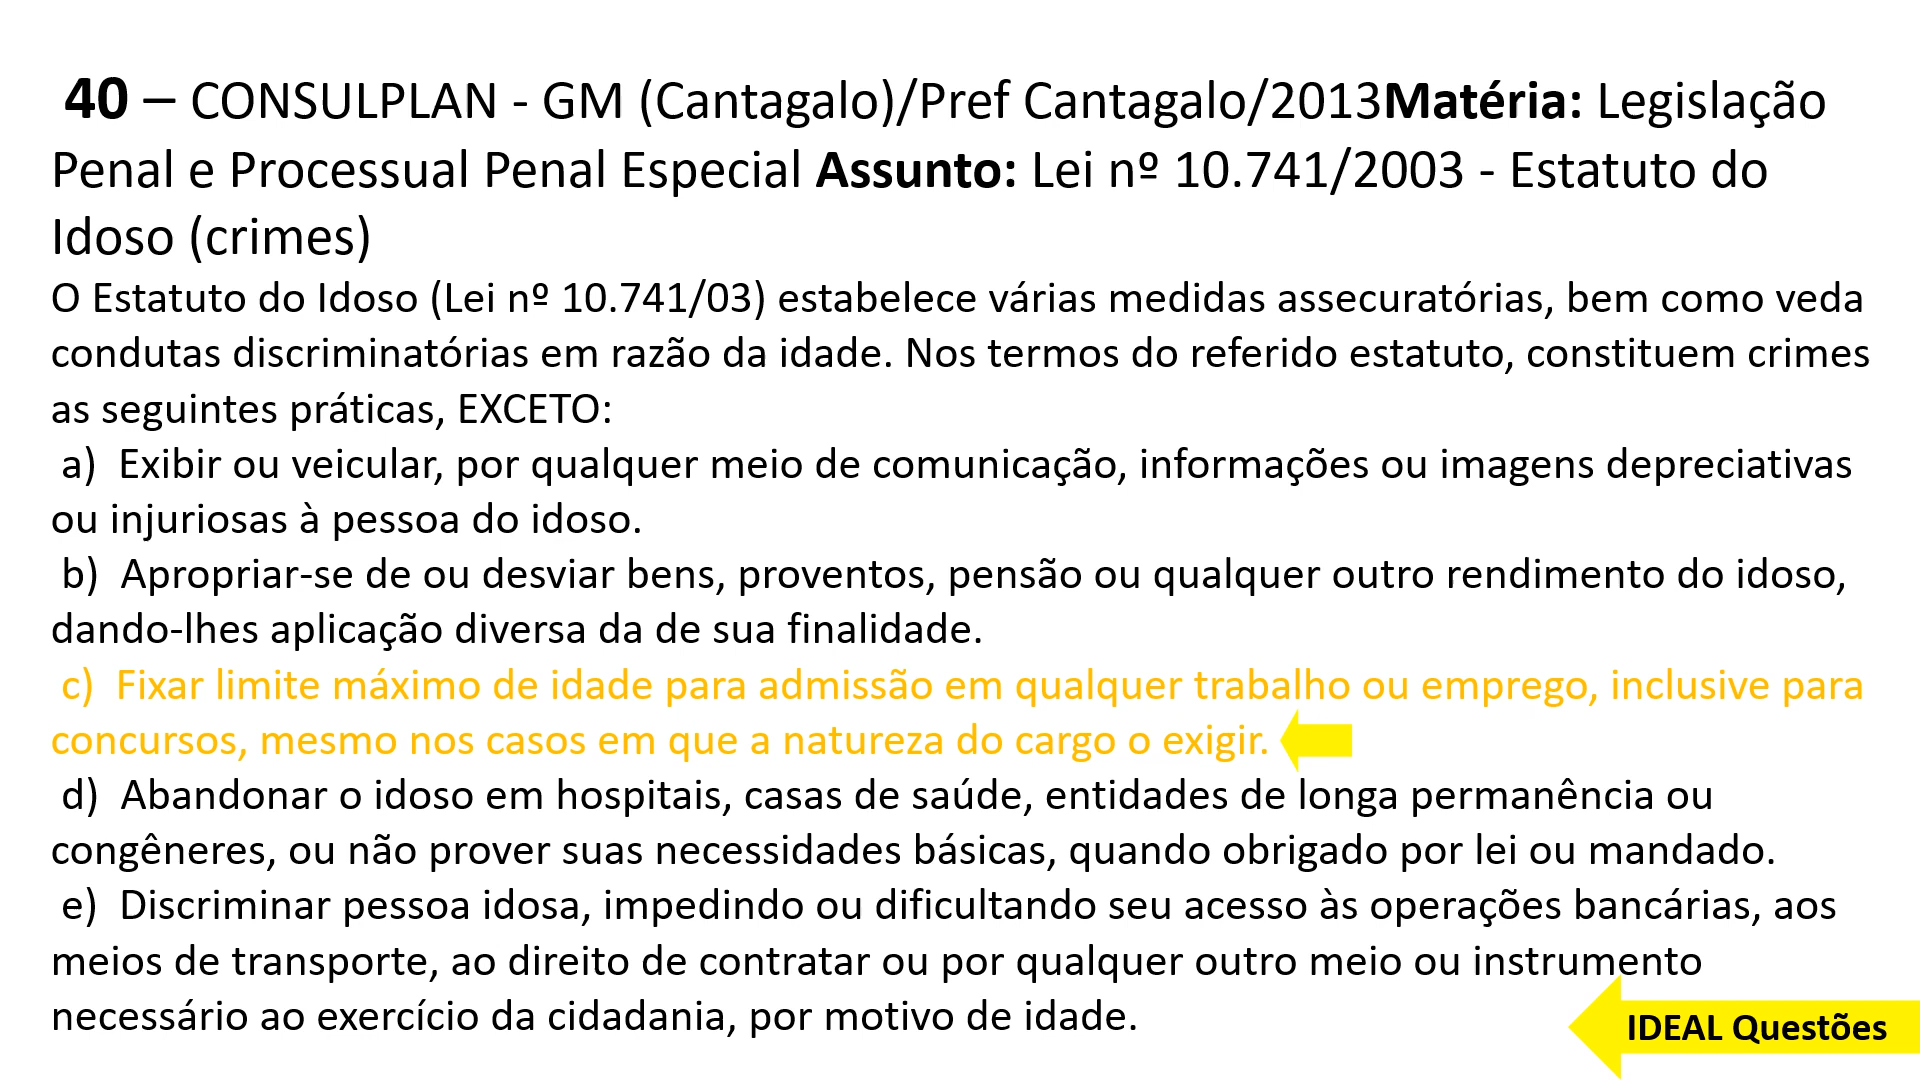 40 – CONSULPLAN - GM (Cantagalo)/Pref Cantagalo/2013Matéria: Legislação
Penal e Processual Penal Especial Assunto: Lei nº 10.741/2003 - Estatuto do
Idoso (crimes)
O Estatuto do Idoso (Lei nº 10.741/03) estabelece várias medidas assecuratórias, bem como veda
condutas discriminatórias em razão da idade. Nos termos do referido estatuto, constituem crimes
as seguintes práticas, EXCETO:
a) Exibir ou veicular, por qualquer meio de comunicação, informações ou imagens depreciativas
ou injuriosas à pessoa do idoso.
b) Apropriar-se de ou desviar bens, proventos, pensão ou qualquer outro rendimento do idoso,
dando-lhes aplicação diversa da de sua finalidade.
c) Fixar limite máximo de idade para admissão em qualquer trabalho ou emprego, inclusive para
concursos, mesmo nos casos em que a natureza do cargo o exigir.
d) Abandonar o idoso em hospitais, casas de saúde, entidades de longa permanência ou
congêneres, ou não prover suas necessidades básicas, quando obrigado por lei ou mandado.
e) Discriminar pessoa idosa, impedindo ou dificultando seu acesso às operações bancárias, aos
meios de transporte, ao direito de contratar ou por qualquer outro meio ou instrumento
necessário ao exercício da cidadania, por motivo de idade.
IDEAL Questões